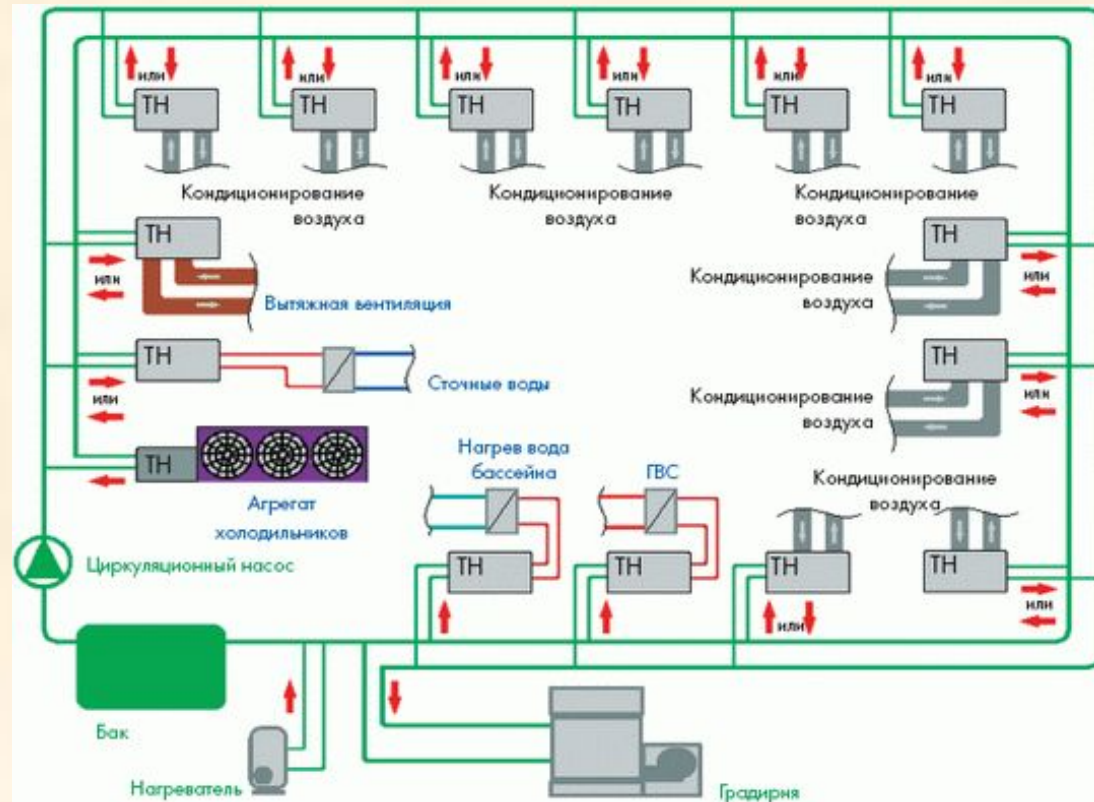 или или или или или или
ТН ТН ТН ТН ТН ТН
Кондиционирование Кондиционирование Кондиционирование
воздуха воздуха воздуха
ТН
или
Вытяжная вентиляция
ТН
Кондиционирование
воздуха
или
ТН
или
Сточные воды
ТН
Кондиционирование
воздуха
или
ТН
Агрегат
холодильников
Нагрев вода
бассейна
ГВС
Кондиционирование
воздуха
ТН ТН ТН ТН
или
или
Циркуляционный насос
Бак
Нагреватель
Градирня